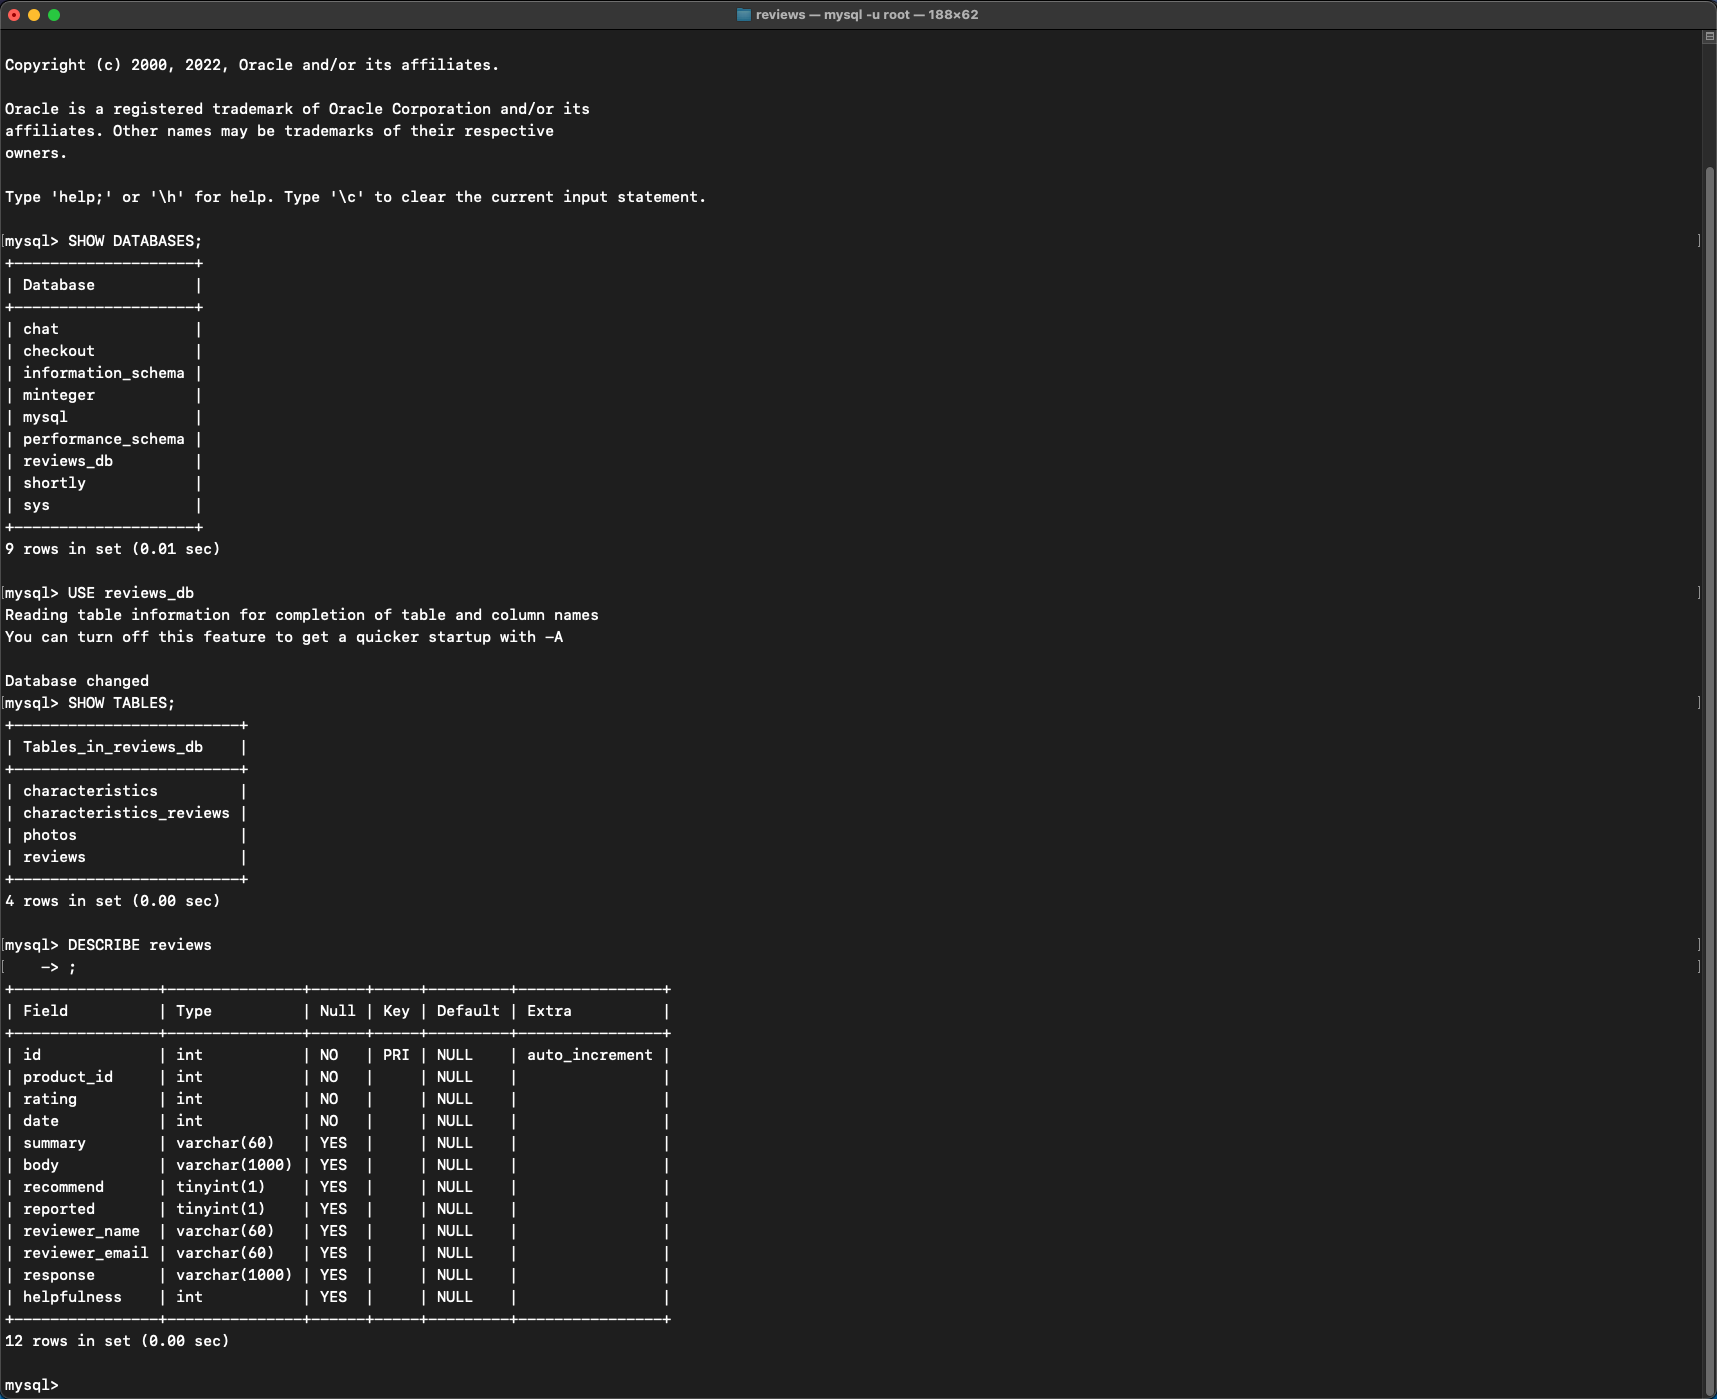 reviews — mysql -u root — 188×62
Copyright (c) 2000, 2022, Oracle and/or its affiliates.
Oracle is a registered trademark of Oracle Corporation and/or its
affiliates. Other names may be trademarks of their respective
owners.
Type 'help;' or '\h' for help. Type '\c' to clear the current input statement.
mysql> SHOW DATABASES;
+--------------------+
| Database           |
+--------------------+
| chat               |
| checkout           |
| information_schema |
| minteger           |
| mysql              |
| performance_schema |
| reviews_db         |
| shortly            |
| sys                |
+--------------------+
9 rows in set (0.01 sec)
mysql> USE reviews_db
Reading table information for completion of table and column names
You can turn off this feature to get a quicker startup with -A
Database changed
mysql> SHOW TABLES;
+-------------------------+
| Tables_in_reviews_db    |
+-------------------------+
| characteristics         |
| characteristics_reviews |
| photos                  |
| reviews                 |
+-------------------------+
4 rows in set (0.00 sec)
mysql> DESCRIBE reviews
    -> ;
+----------------+---------------+------+-----+---------+----------------+
| Field          | Type          | Null | Key | Default | Extra          |
+----------------+---------------+------+-----+---------+----------------+
| id             | int           | NO   | PRI | NULL    | auto_increment |
| product_id     | int           | NO   |     | NULL    |                |
| rating         | int           | NO   |     | NULL    |                |
| date           | int           | NO   |     | NULL    |                |
| summary        | varchar(60)   | YES  |     | NULL    |                |
| body           | varchar(1000) | YES  |     | NULL    |                |
| recommend      | tinyint(1)    | YES  |     | NULL    |                |
| reported       | tinyint(1)    | YES  |     | NULL    |                |
| reviewer_name  | varchar(60)   | YES  |     | NULL    |                |
| reviewer_email | varchar(60)   | YES  |     | NULL    |                |
| response       | varchar(1000) | YES  |     | NULL    |                |
| helpfulness    | int           | YES  |     | NULL    |                |
+----------------+---------------+------+-----+---------+----------------+
12 rows in set (0.00 sec)
mysql>